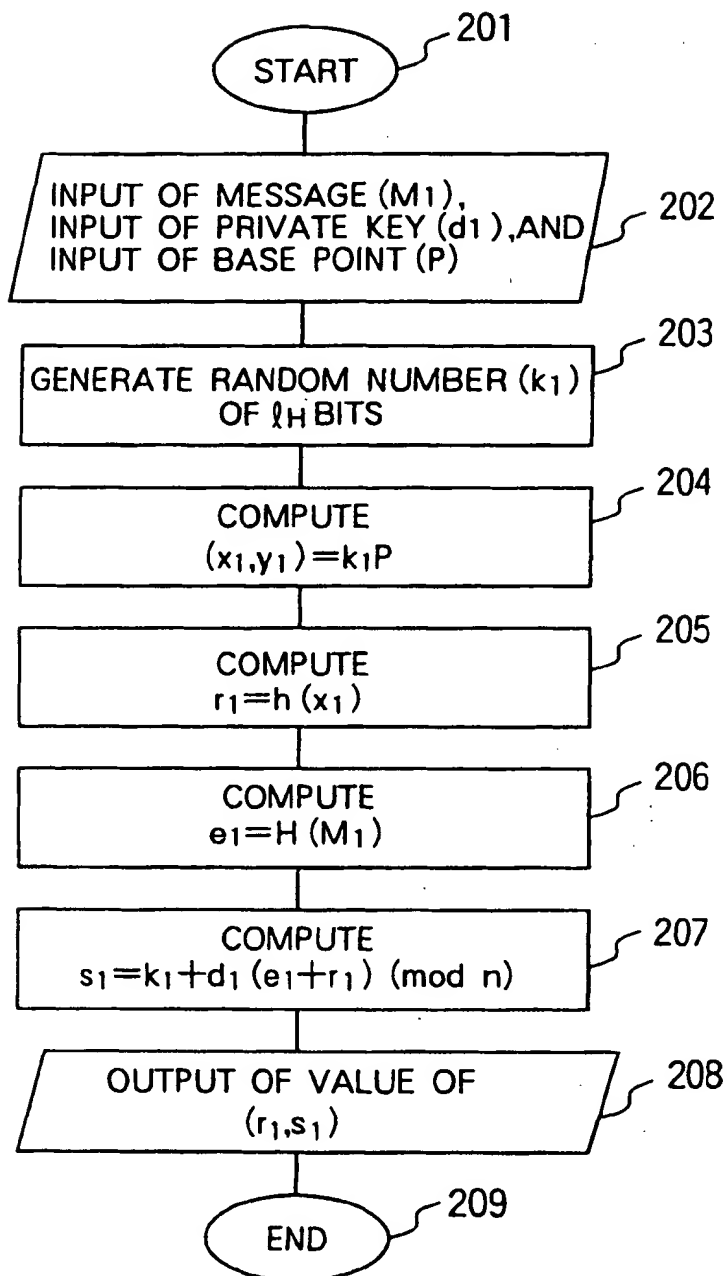 201
START
INPUT OF MESSAGE (M₁),
INPUT OF PRIVATE KEY (d₁), AND
INPUT OF BASE POINT (P)
202
203
GENERATE RANDOM NUMBER (k₁)
OF ℓH BITS
204
COMPUTE
(x₁,y₁)=k₁P
205
COMPUTE
r₁=h (x₁)
206
COMPUTE
e₁=H (M₁)
207
COMPUTE
s₁=k₁+d₁ (e₁+r₁) (mod n)
208
OUTPUT OF VALUE OF
(r₁,s₁)
209
END